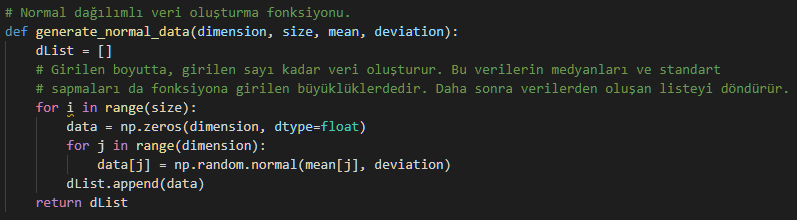 # Normal dağılımlı veri oluşturma fonksiyonu.
def generate_normal_data(dimension, size, mean, deviation):
    dList = []
    # Girilen boyutta, girilen sayı kadar veri oluşturur. Bu verilerin medyanları ve standart
    # sapmaları da fonksiyona girilen büyüklüklerdedir. Daha sonra verilerden oluşan listeyi döndürür.
    for i in range(size):
        data = np.zeros(dimension, dtype=float)
        for j in range(dimension):
            data[j] = np.random.normal(mean[j], deviation)
        dList.append(data)
    return dList